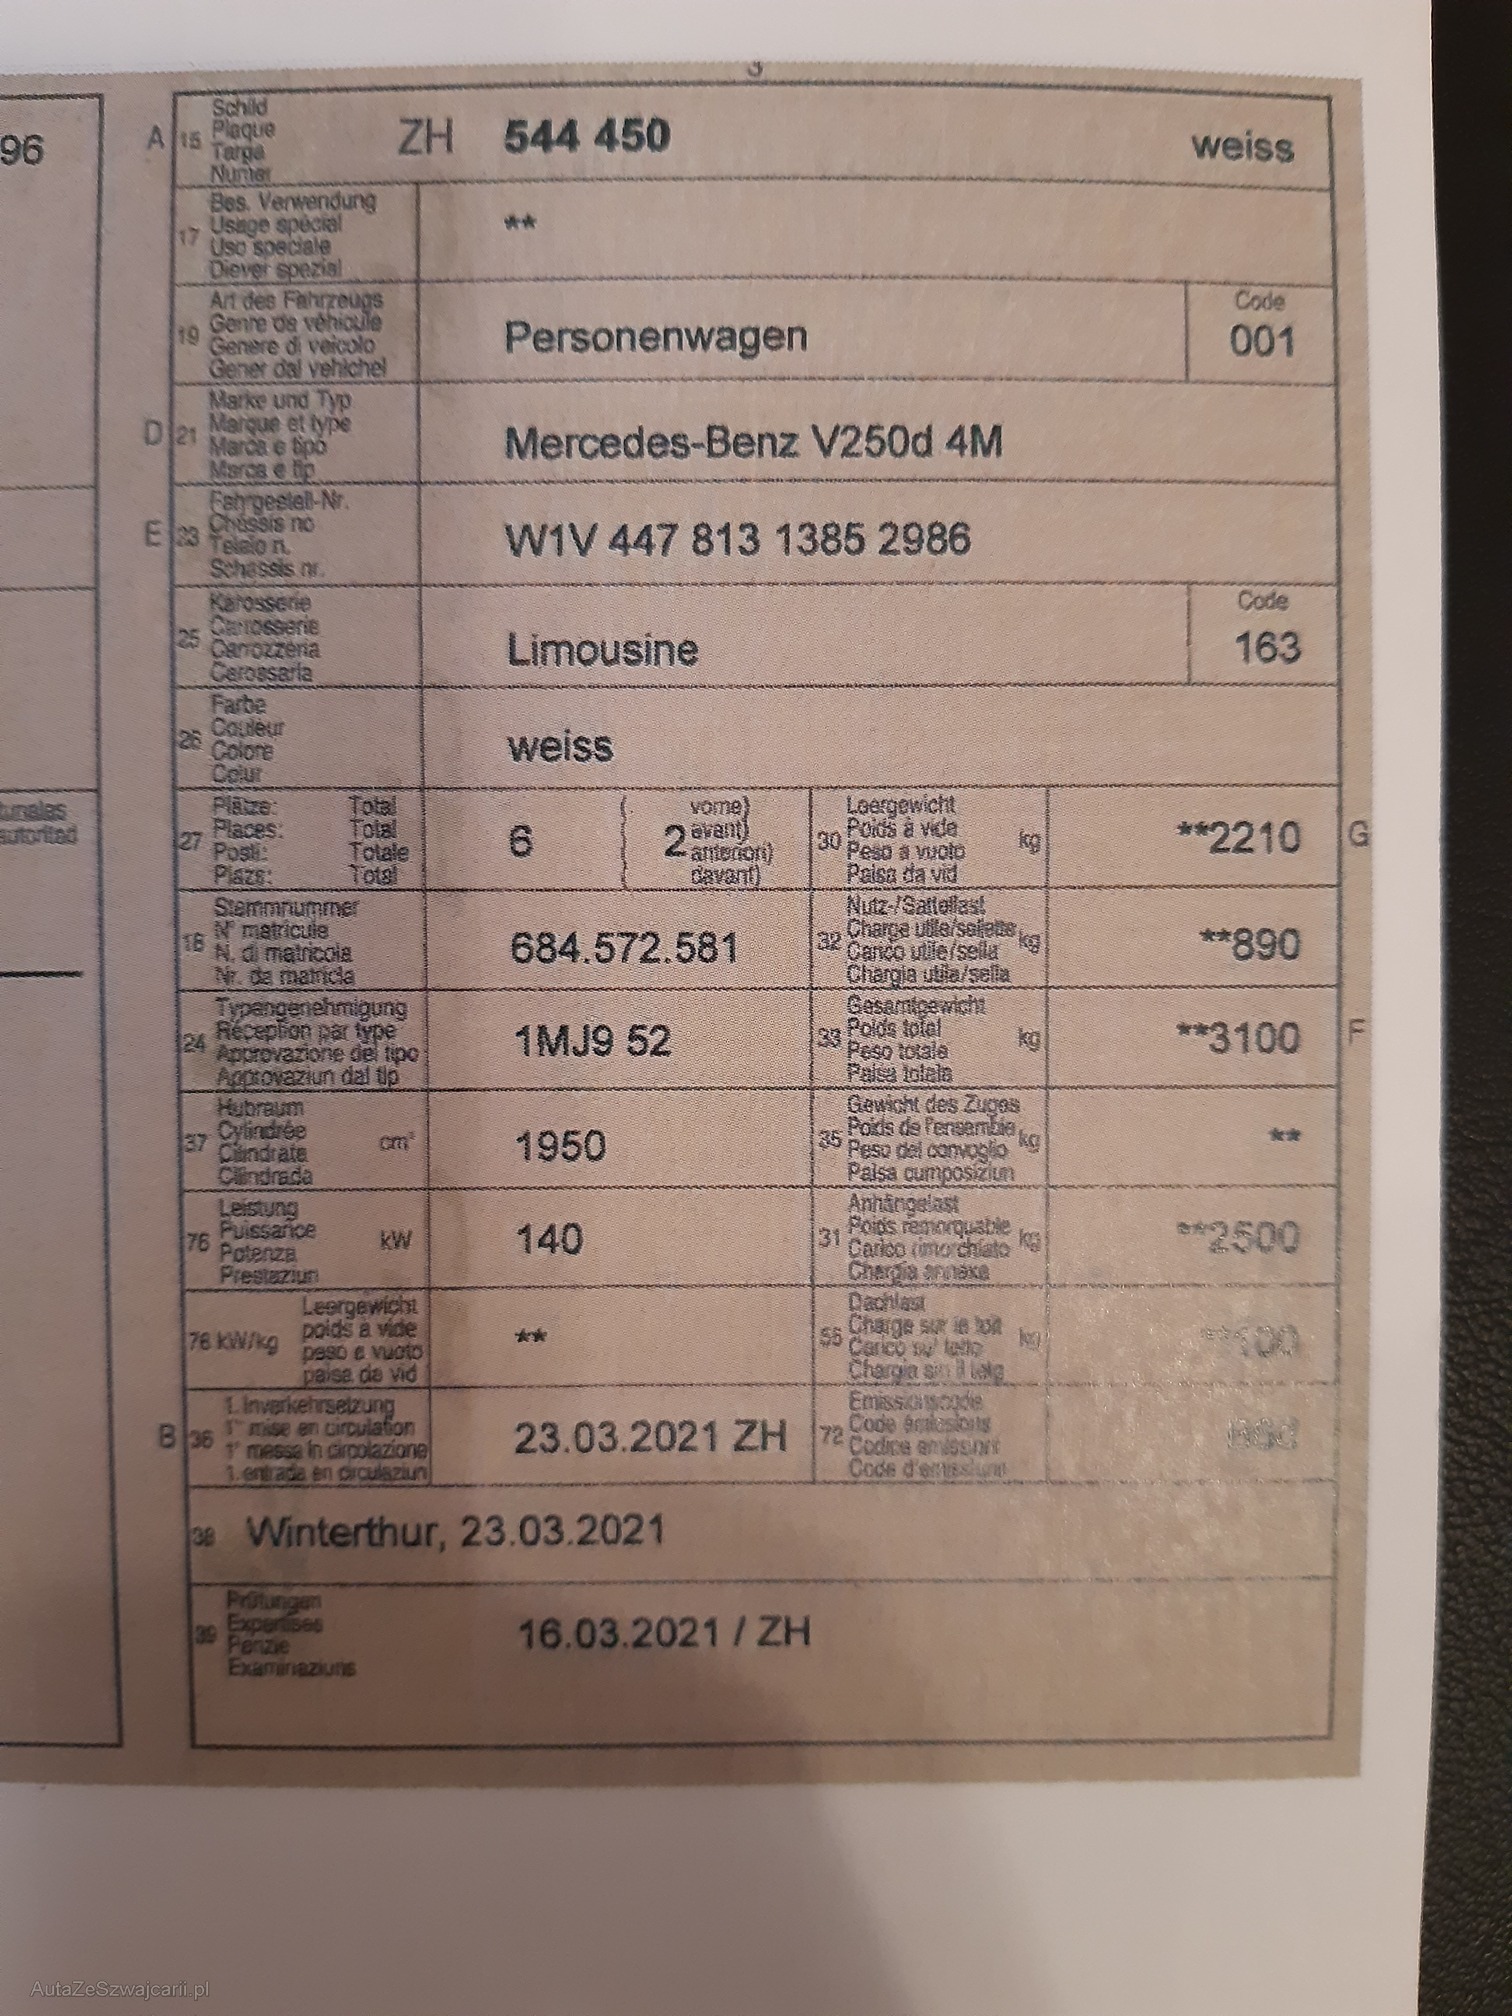 96
A 15 Schild
Plaque
Targa
Numer
ZH 544 450 weiss
17 Bes. Verwendung
Usage spécial
Uso speciale
Diever spezial
**
19 Art des Fahrzeugs
Genre de véhicule
Genere di veicolo
Gener dal vehichel
Personenwagen
Code
001
D 21 Marke und Typ
Marque et type
Marca e tipo
Marca e tip
Mercedes-Benz V250d 4M
E 23 Fahrgestell-Nr.
Châssis no
Telaio n.
Schassis nr.
W1V 447 813 1385 2986
25 Karosserie
Carrosserie
Carrozzeria
Carossaria
Limousine
Code
163
26 Farbe
Couleur
Colore
Colur
weiss
27 Plätze: Total
Places: Total
Posti: Totale
Plazs: Total
6
2 vorne)
avant)
anteriori)
davant)
30 Leergewicht
Poids à vide
Peso a vuoto
Paisa da vid
kg
**2210 G
18 Stammnummer
N° matricule
N. di matricola
Nr. da matricla
684.572.581
32 Nutz-/Sattellast
Charge utile/sellette
Carico utile/sella
Chargia utila/sella
kg
**890
24 Typengenehmigung
Réception par type
Approvazione del tipo
Approvaziun dal tip
1MJ9 52
33 Gesamtgewicht
Poids total
Peso totale
Paisa totala
kg
**3100 F
37 Hubraum
Cylindrée
Cilindrata
Cilindrada
cm³
1950
35 Gewicht des Zuges
Poids de l'ensemble
Peso del convoglio
Paisa cumposiziun
kg
**
76 Leistung
Puissance
Potenza
Prestaziun
kW
140
31 Anhängelast
Poids remorquable
Carico rimorchiato
Chargia annexa
kg
**2500
78 kW/kg
Leergewicht
poids à vide
peso a vuoto
paisa da vid
**
55 Dachlast
Charge sur le toit
Carico sul tetto
Chargia sin il tetg
kg
**100
B 36 1. Inverkehrsetzung
1re mise en circulation
1a messa in circolazione
1. entrada en circulaziun
23.03.2021 ZH
72 Emissionscode
Code émissions
Codice emissioni
Code d'emissiuns
38 Winterthur, 23.03.2021
39 Prüfungen
Expertises
Perizie
Examinaziuns
16.03.2021 / ZH
AutaZeSzwajcarii.pl